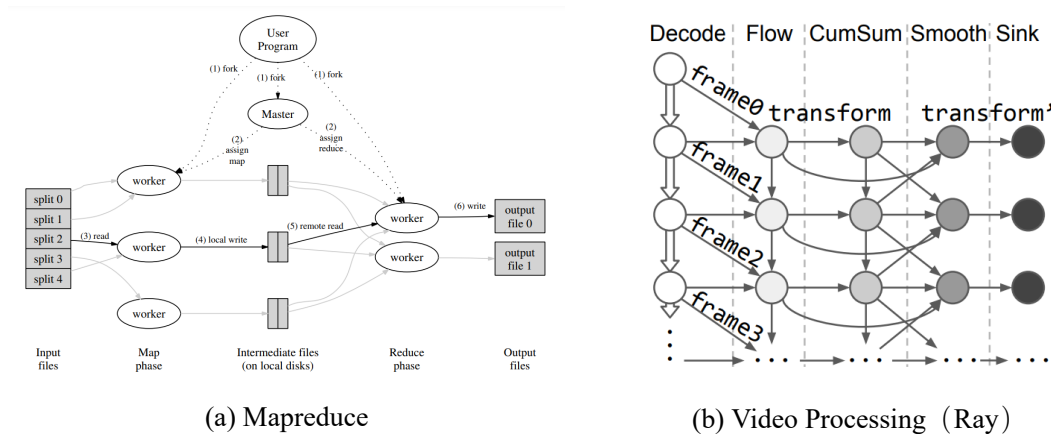 User
Program
(1) fork
(1) fork
(1) fork
Master
(2)
assign
map
(2)
assign
reduce
split 0
split 1
split 2
split 3
split 4
(3) read
worker
worker
worker
(4) local write
(5) remote read
worker
worker
(6) write
output
file 0
output
file 1
Input
files
Map
phase
Intermediate files
(on local disks)
Reduce
phase
Output
files
(a) Mapreduce
Decode Flow CumSum Smooth Sink
frame0
transform
transform'
frame1
frame2
frame3
(b) Video Processing（Ray）